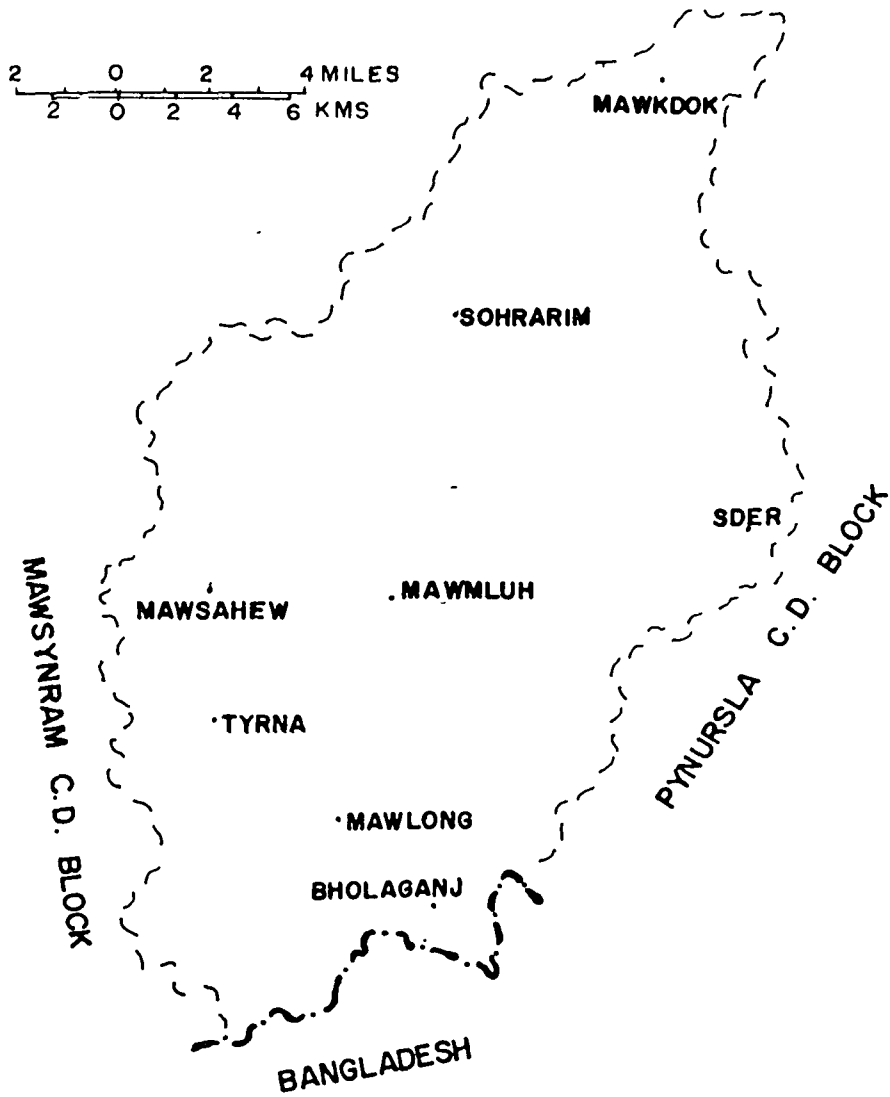 2 0 2 4 MILES
2 0 2 4 6 KMS
MAWKDOK
SOHRARIM
SDER
MAWSAHEW
MAWMLUH
TYRNA
MAWLONG
BHOLAGANJ
MAWSYNRAM C.D. BLOCK
PYNURSLA C.D. BLOCK
BANGLADESH